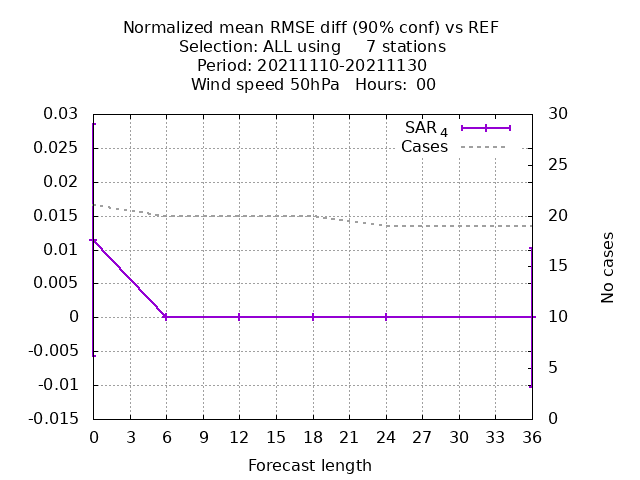 Normalized mean RMSE diff (90% conf) vs REF
Selection: ALL using     7 stations
Period: 20211110-20211130
Wind speed 50hPa   Hours:  00
0.03
0.025
0.02
0.015
0.01
0.005
0
-0.005
-0.01
-0.015
SAR 4
Cases
30
25
20
15
10
5
0
No cases
0 3 6 9 12 15 18 21 24 27 30 33 36
Forecast length